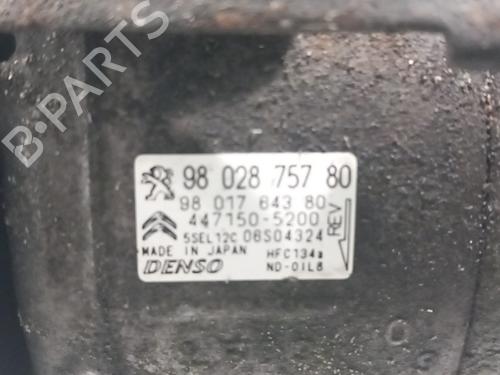 B-PARTS
98 028 757 80
98 017 643 80
447150-5200
5SEL12C 06S04324
REV
MADE IN JAPAN HFC134a
DENSO ND-OIL8